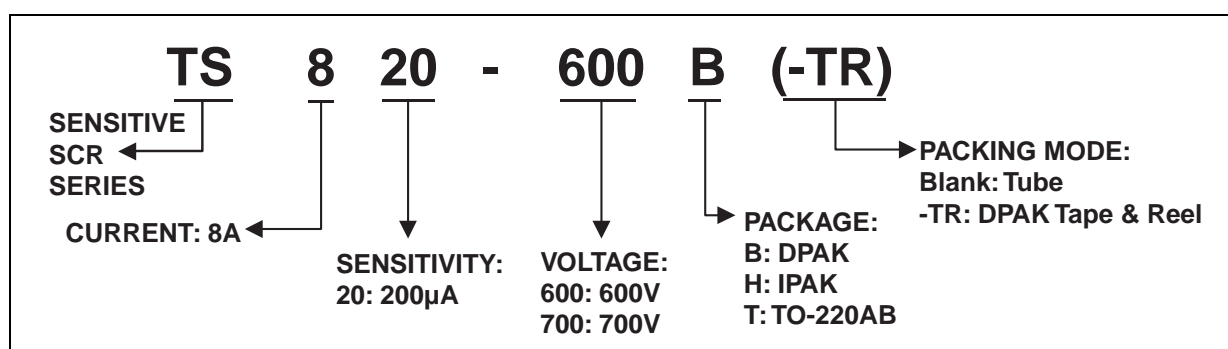 TS 8 20 - 600 B (-TR)
SENSITIVE
SCR
SERIES
CURRENT: 8A
SENSITIVITY:
20: 200µA
VOLTAGE:
600: 600V
700: 700V
PACKAGE:
B: DPAK
H: IPAK
T: TO-220AB
PACKING MODE:
Blank: Tube
-TR: DPAK Tape & Reel